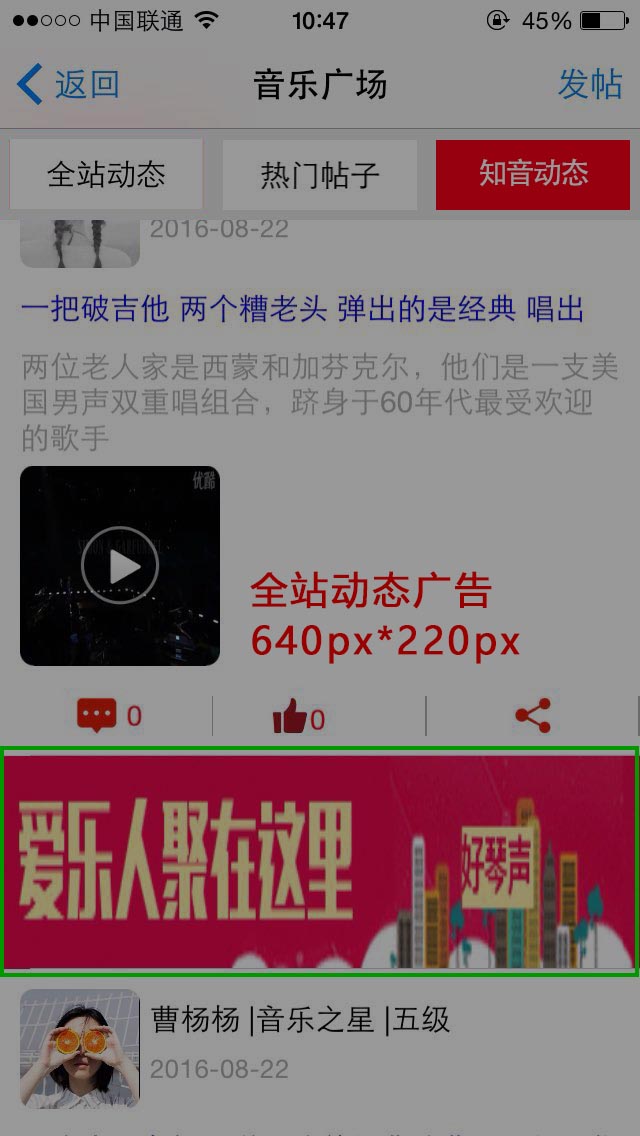 中国联通 10:47 45%
返回 音乐广场 发帖
全站动态 热门帖子 知音动态
2016-08-22
一把破吉他 两个糟老头 弹出的是经典 唱出
两位老人家是西蒙和加芬克尔，他们是一支美
国男声双重唱组合，跻身于60年代最受欢迎
的歌手
优酷
全站动态广告
640px*220px
0 0
爱乐人聚在这里
好琴声
曹杨杨 |音乐之星 |五级
2016-08-22